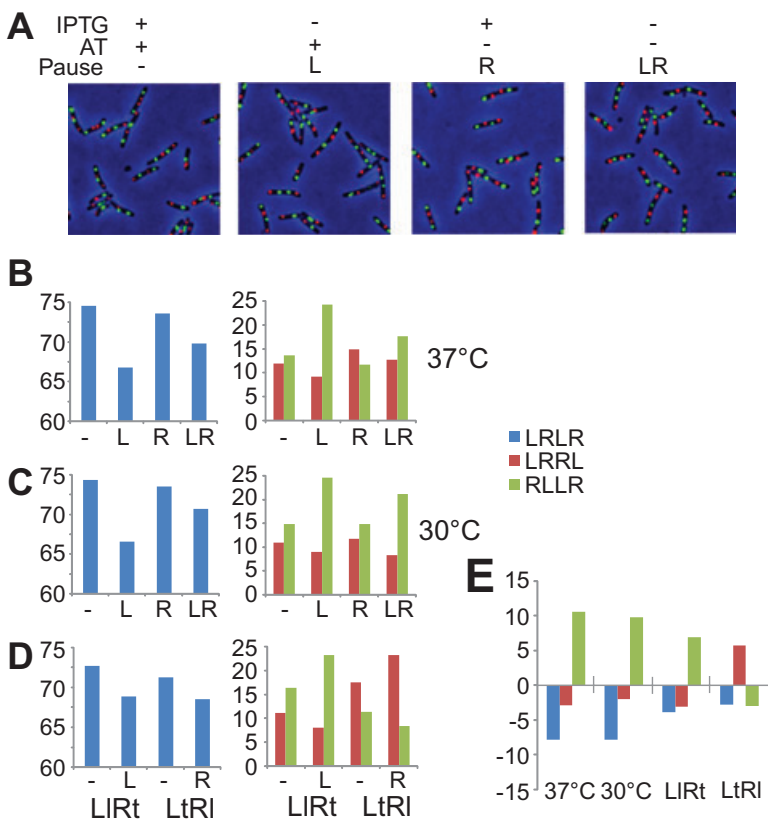 A
IPTG + - + -
AT + + - -
Pause - L R LR
B
75
70
65
60
- L R LR
25
20
15
10
5
0
- L R LR
37°C
LRLR
LRRL
RLLR
C
75
70
65
60
- L R LR
25
20
15
10
5
0
- L R LR
30°C
D
75
70
65
60
- L - R
LlRt LtRl
25
20
15
10
5
0
- L - R
LlRt LtRl
E
15
10
5
0
-5
-10
-15
37°C 30°C LlRt LtRl